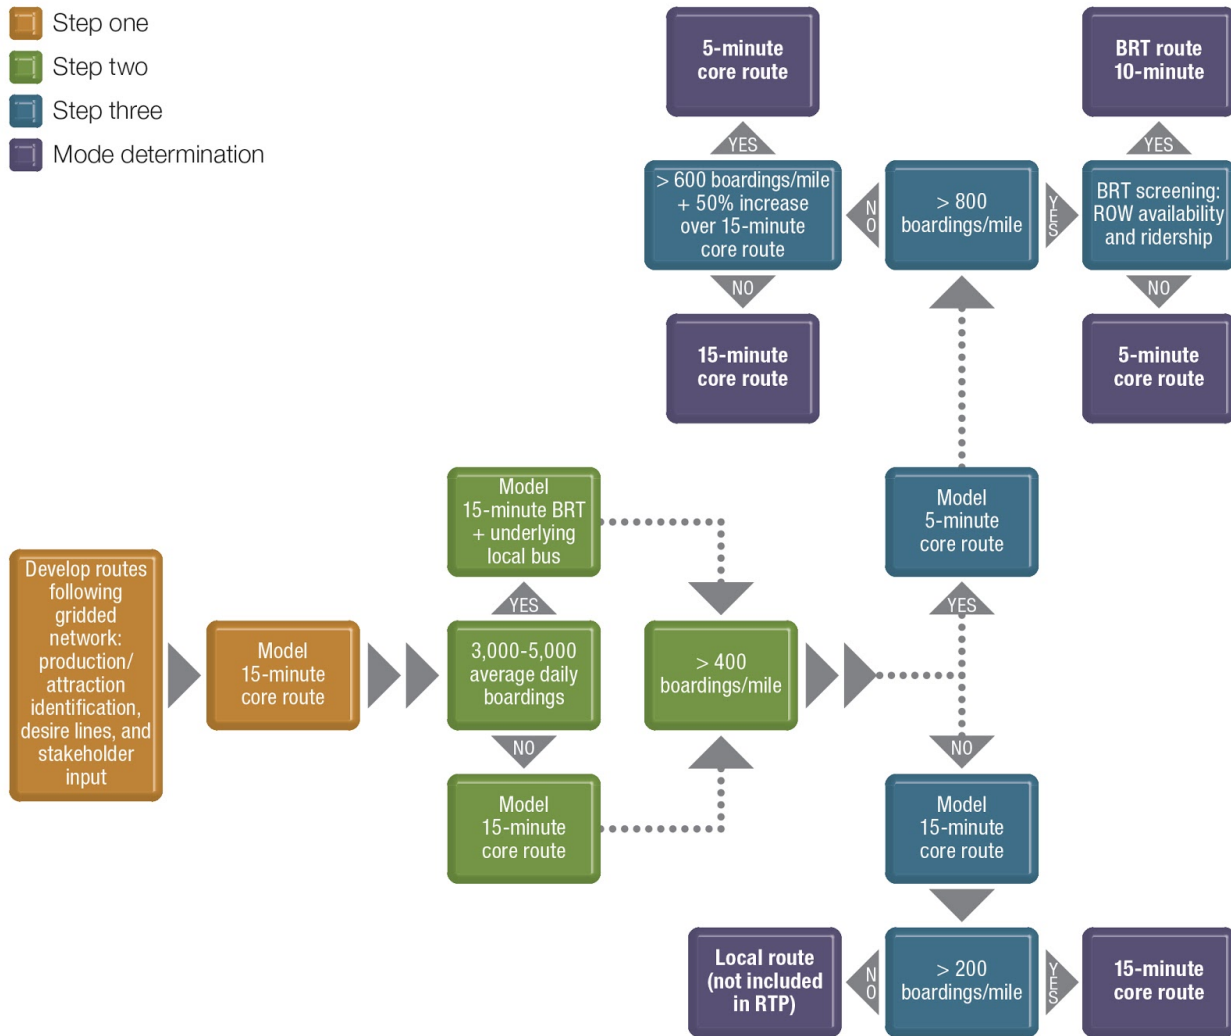 Step one
Step two
Step three
Mode determination
5-minute
core route
BRT route
10-minute
YES
YES
> 600 boardings/mile
+ 50% increase
over 15-minute
core route
NO
> 800
boardings/mile
YES
BRT screening:
ROW availability
and ridership
NO
NO
15-minute
core route
5-minute
core route
Model
15-minute BRT
+ underlying
local bus
Model
5-minute
core route
Develop routes
following
gridded
network:
production/
attraction
identification,
desire lines, and
stakeholder
input
Model
15-minute
core route
YES
3,000-5,000
average daily
boardings
NO
> 400
boardings/mile
YES
NO
Model
15-minute
core route
Model
15-minute
core route
Local route
(not included
in RTP)
NO
> 200
boardings/mile
YES
15-minute
core route